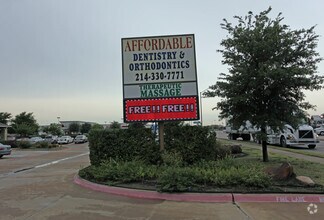 AFFORDABLE
DENTISTRY &
ORTHODONTICS
214-330-7771
THERAPEUTIC
MASSAGE
FREE!! FREE!!